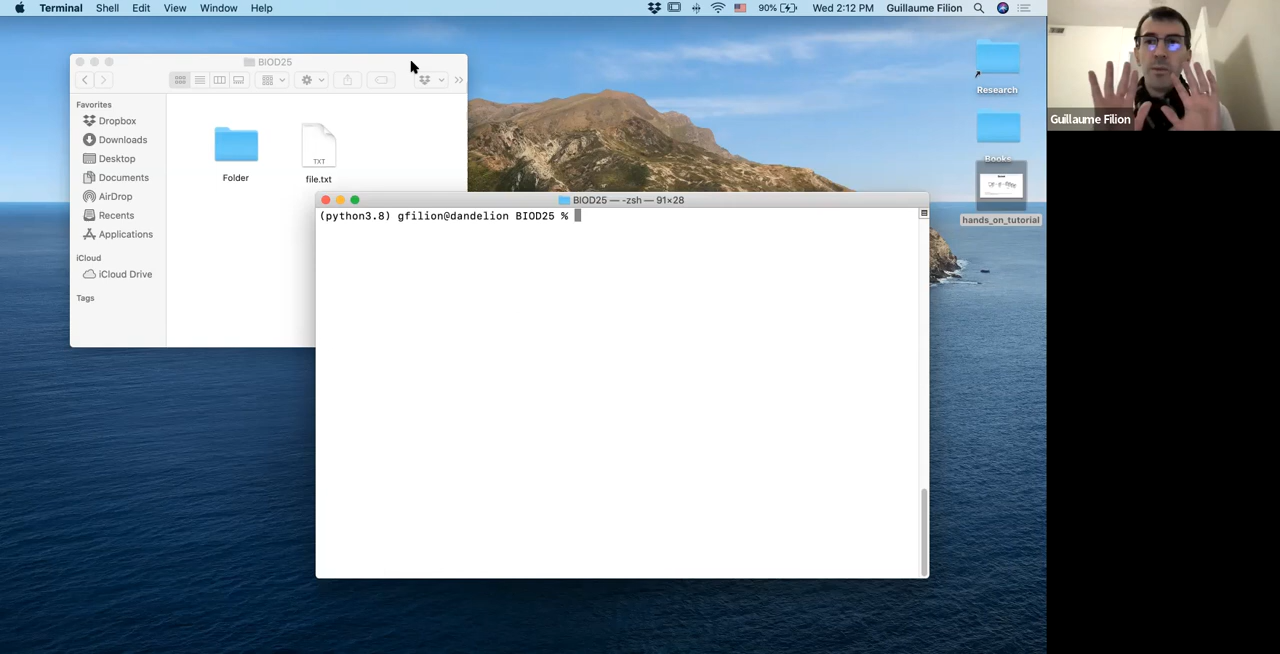 Terminal Shell Edit View Window Help 90% Wed 2:12 PM Guillaume Filion
BIOD25
Favorites
Dropbox
Downloads
Desktop
Documents
AirDrop
Recents
Applications
iCloud
iCloud Drive
Tags
Folder
TXT
file.txt
BIOD25 — -zsh — 91×28
(python3.8) gfilion@dandelion BIOD25 %
Research
Books
hands_on_tutorial
Guillaume Filion